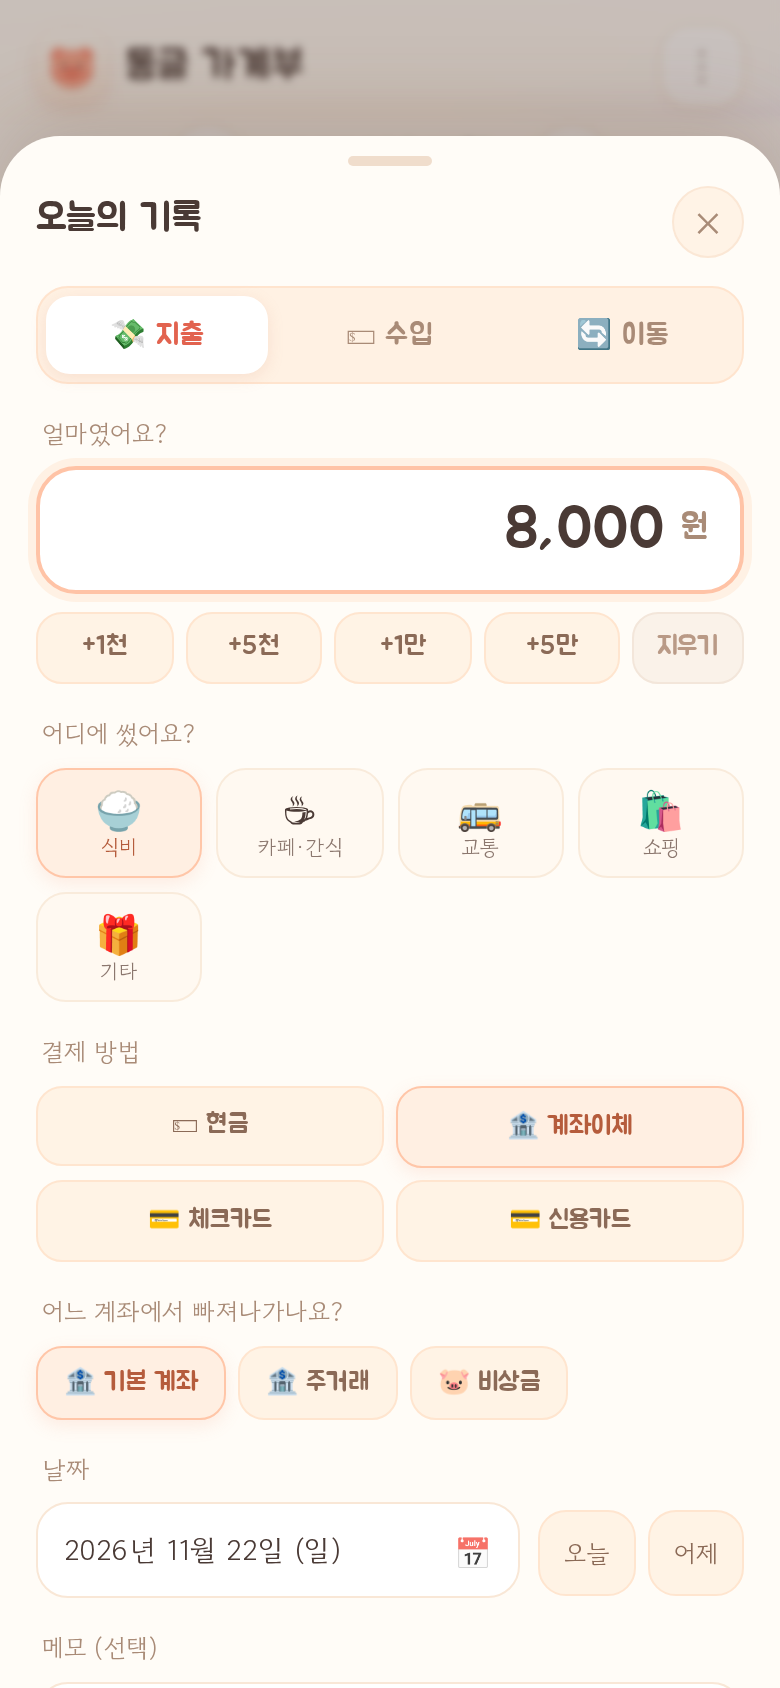 둥글 가계부
오늘의 기록
지출 수입 이동
얼마였어요?
8,000 원
+1천 +5천 +1만 +5만 지우기
어디에 썼어요?
식비 카페·간식 교통 쇼핑
기타
결제 방법
현금 계좌이체
체크카드 신용카드
어느 계좌에서 빠져나가나요?
기본 계좌 주거래 비상금
날짜
2026년 11월 22일 (일) 오늘 어제
메모 (선택)